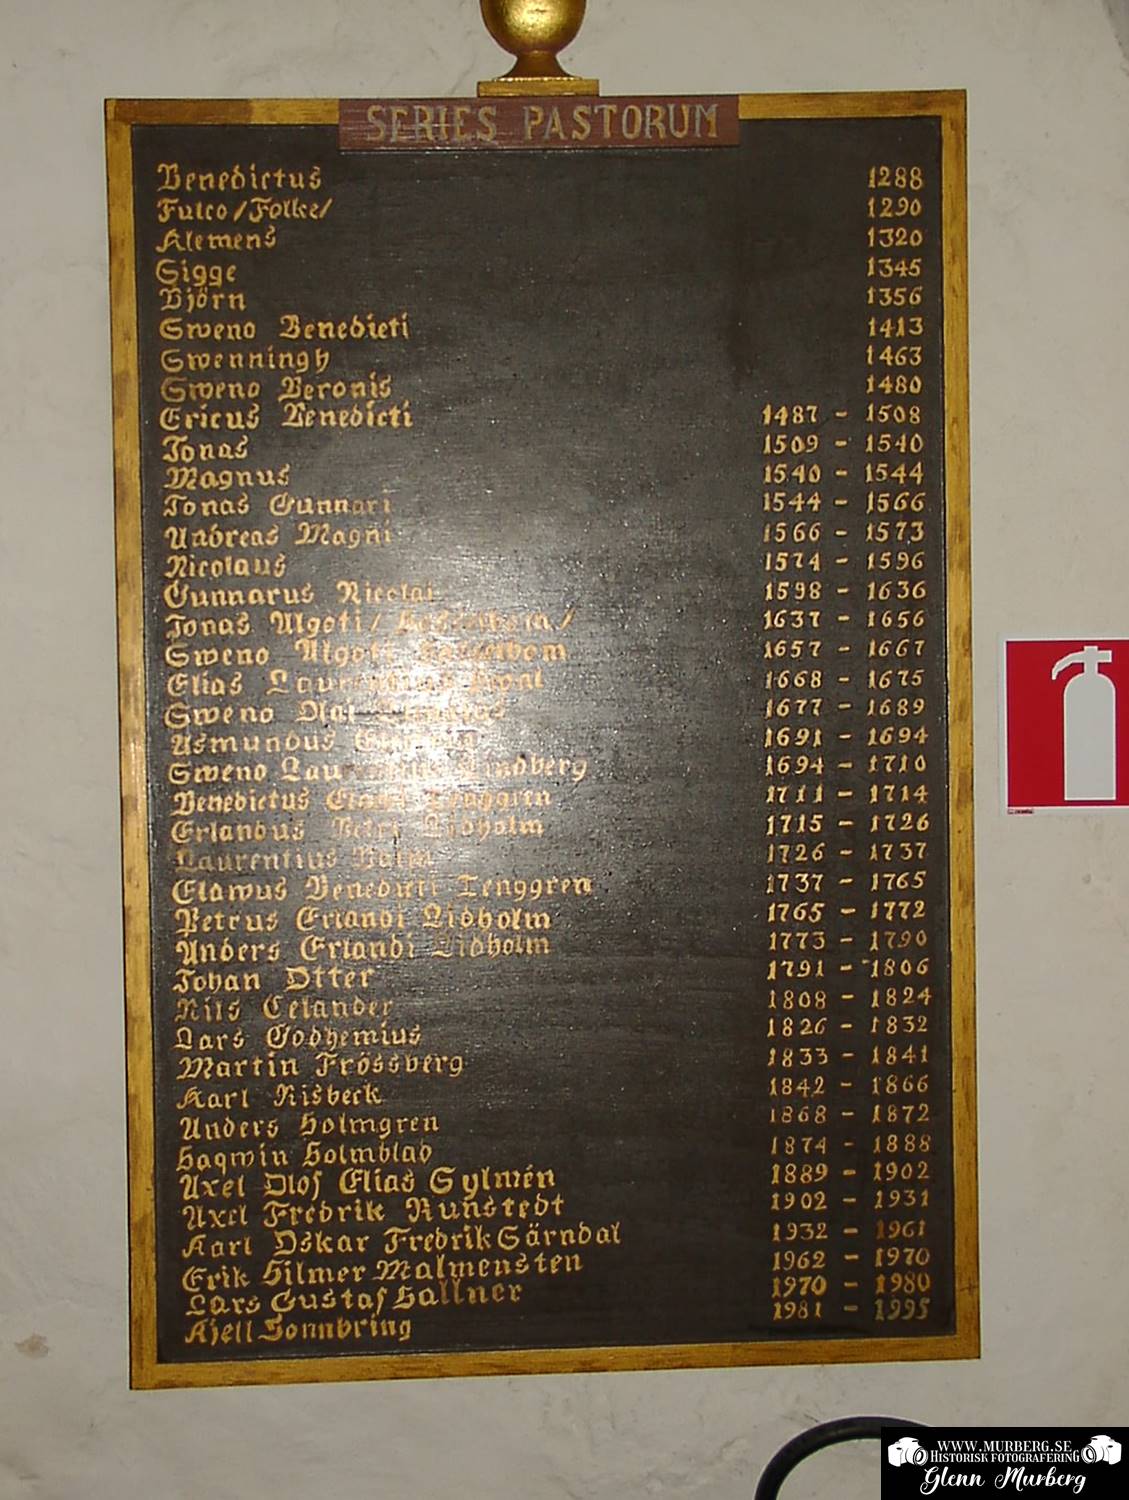 SERIES PASTORUM
Benedictus 1288
Fulco/Folke/ 1290
Klemens 1320
Sigge 1345
Björn 1356
Sweno Benedicti 1413
Swenningh 1463
Sweno Beronis 1480
Ericus Benedicti 1487 - 1508
Jonas 1509 - 1540
Magnus 1540 - 1544
Jonas Gunnari 1544 - 1566
Andreas Magni 1566 - 1573
Nicolaus 1574 - 1596
Gunnarus Nicolai 1598 - 1636
Jonas Algoti/ 1637 - 1656
Sweno Algoti 1657 - 1667
Elias 1668 - 1675
Sweno Olai 1677 - 1689
Asmundus 1691 - 1694
Sweno Laurentii Lindberg 1694 - 1710
Benedictus Tenggren 1711 - 1714
Erlandus Petri Lidholm 1715 - 1726
Laurentius Holm 1726 - 1737
Elawus Benedicti Tenggren 1737 - 1765
Petrus Erlandi Lidholm 1765 - 1772
Anders Erlandi Lidholm 1773 - 1790
Johan Otter 1791 - 1806
Nils Celander 1808 - 1824
Lars Godhemius 1826 - 1832
Martin Frössberg 1833 - 1841
Karl Risbeck 1842 - 1866
Anders Holmgren 1868 - 1872
Haqwin Holmblad 1874 - 1888
Axel Olof Elias Sylmén 1889 - 1902
Axel Fredrik Runstedt 1902 - 1931
Karl Oskar Fredrik Särndal 1932 - 1961
Erik Hilmer Malmensten 1962 - 1970
Lars Gustaf Hallner 1970 - 1980
Kjell Sonnbring 1981 - 1995
WWW.MURBERG.SE
HISTORISK FOTOGRAFERING
Glenn Murberg